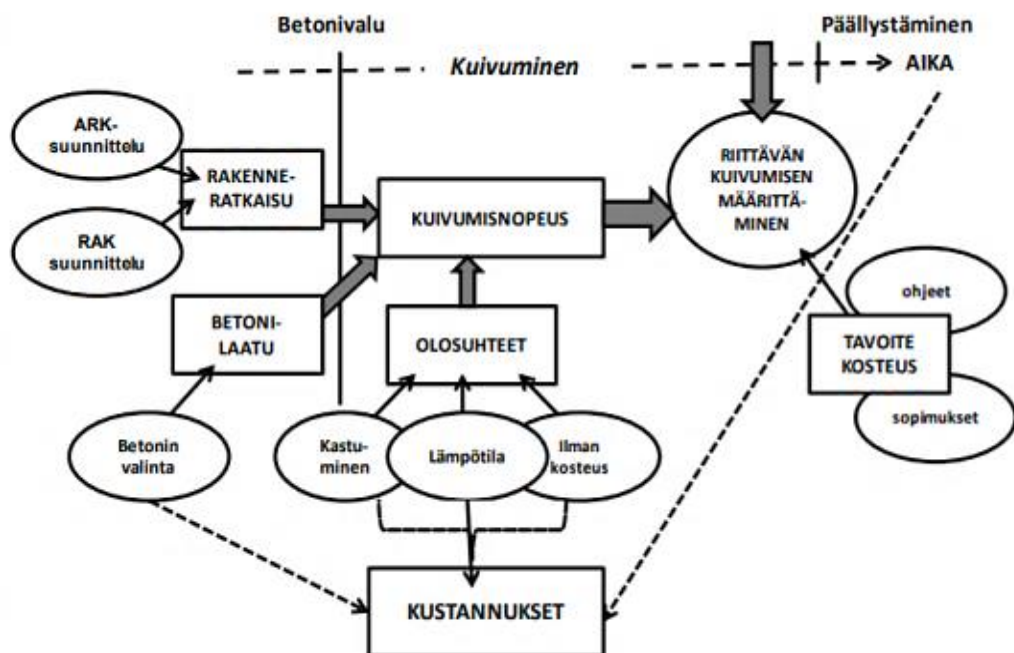 Betonivalu
Päällystäminen
Kuivuminen
AIKA
ARK-
suunnittelu
RAK
suunnittelu
RAKENNE-
RATKAISU
KUIVUMISNOPEUS
RIITTÄVÄN
KUIVUMISEN
MÄÄRITTÄ-
MINEN
BETONI-
LAATU
OLOSUHTEET
ohjeet
TAVOITE
KOSTEUS
sopimukset
Betonin
valinta
Kastu-
minen
Lämpötila
Ilman
kosteus
KUSTANNUKSET